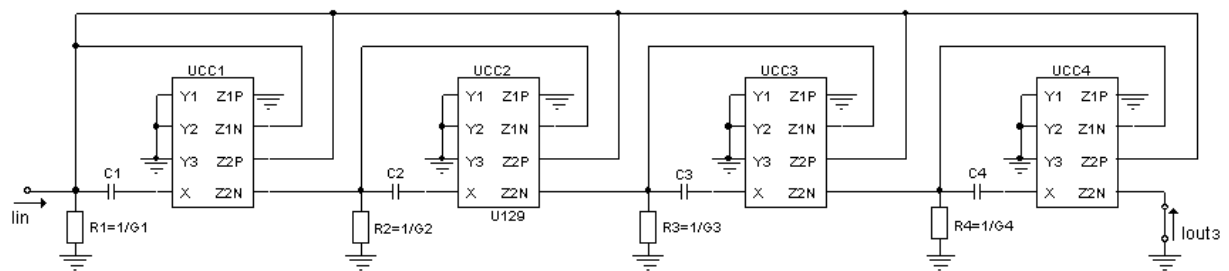 UCC1
Y1 Z1P
Y2 Z1N
Y3 Z2P
X Z2N
C1
Iin
R1=1/G1
UCC2
Y1 Z1P
Y2 Z1N
Y3 Z2P
X Z2N
C2
R2=1/G2
U129
UCC3
Y1 Z1P
Y2 Z1N
Y3 Z2P
X Z2N
C3
R3=1/G3
UCC4
Y1 Z1P
Y2 Z1N
Y3 Z2P
X Z2N
C4
R4=1/G4
Iout3